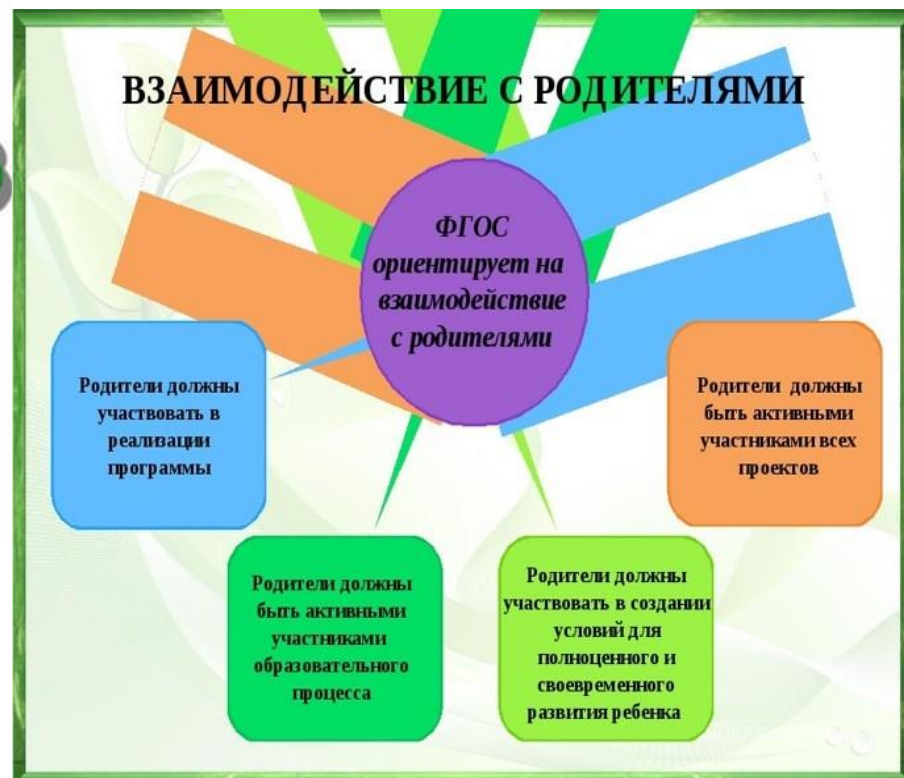 ВЗАИМОДЕЙСТВИЕ С РОДИТЕЛЯМИ
ФГОС
ориентирует на
взаимодействие
с родителями
Родители должны
участвовать в
реализации
программы
Родители должны
быть активными
участниками всех
проектов
Родители должны
быть активными
участниками
образовательного
процесса
Родители должны
участвовать в создании
условий для
полноценного и
своевременного
развития ребенка